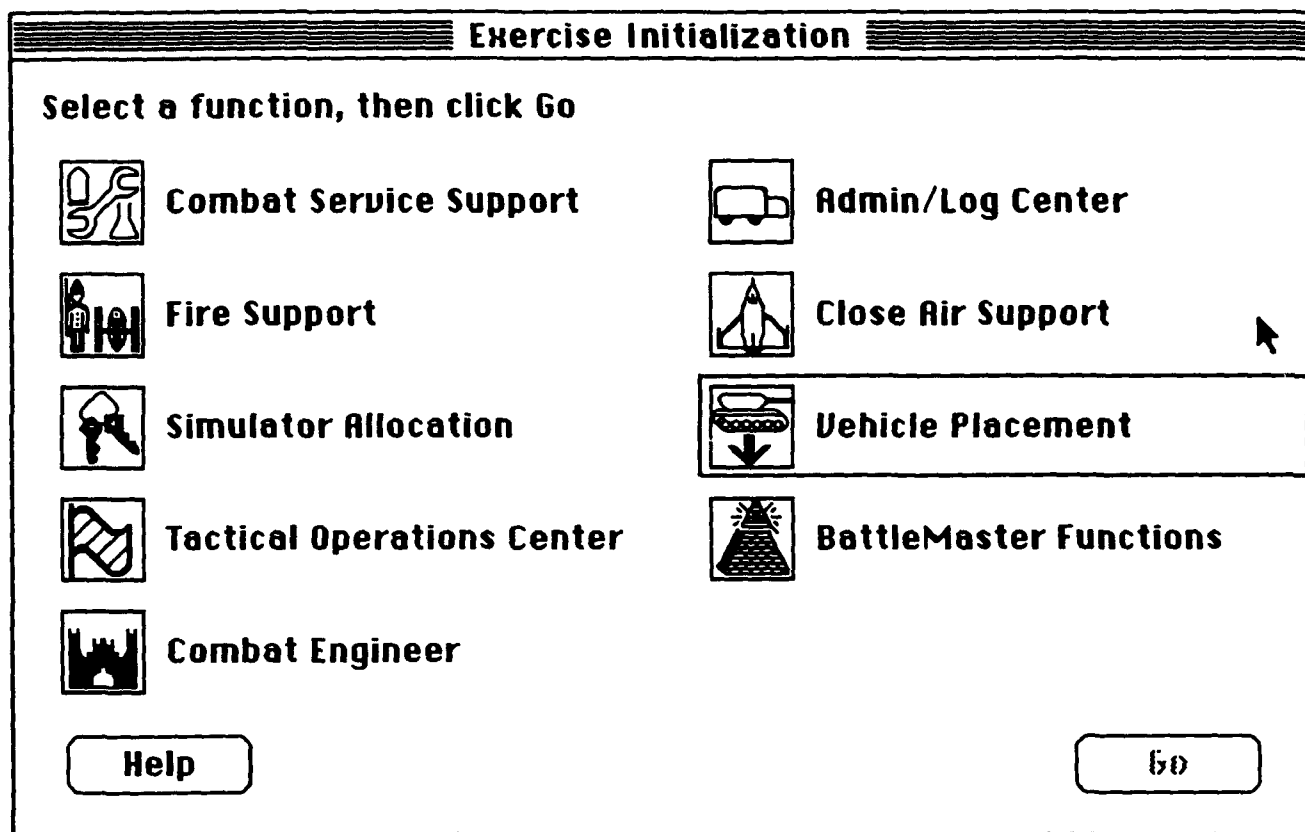 Exercise Initialization
Select a function, then click Go
Combat Service Support
Admin/Log Center
Fire Support
Close Air Support
Simulator Allocation
Vehicle Placement
Tactical Operations Center
BattleMaster Functions
Combat Engineer
Help
Go